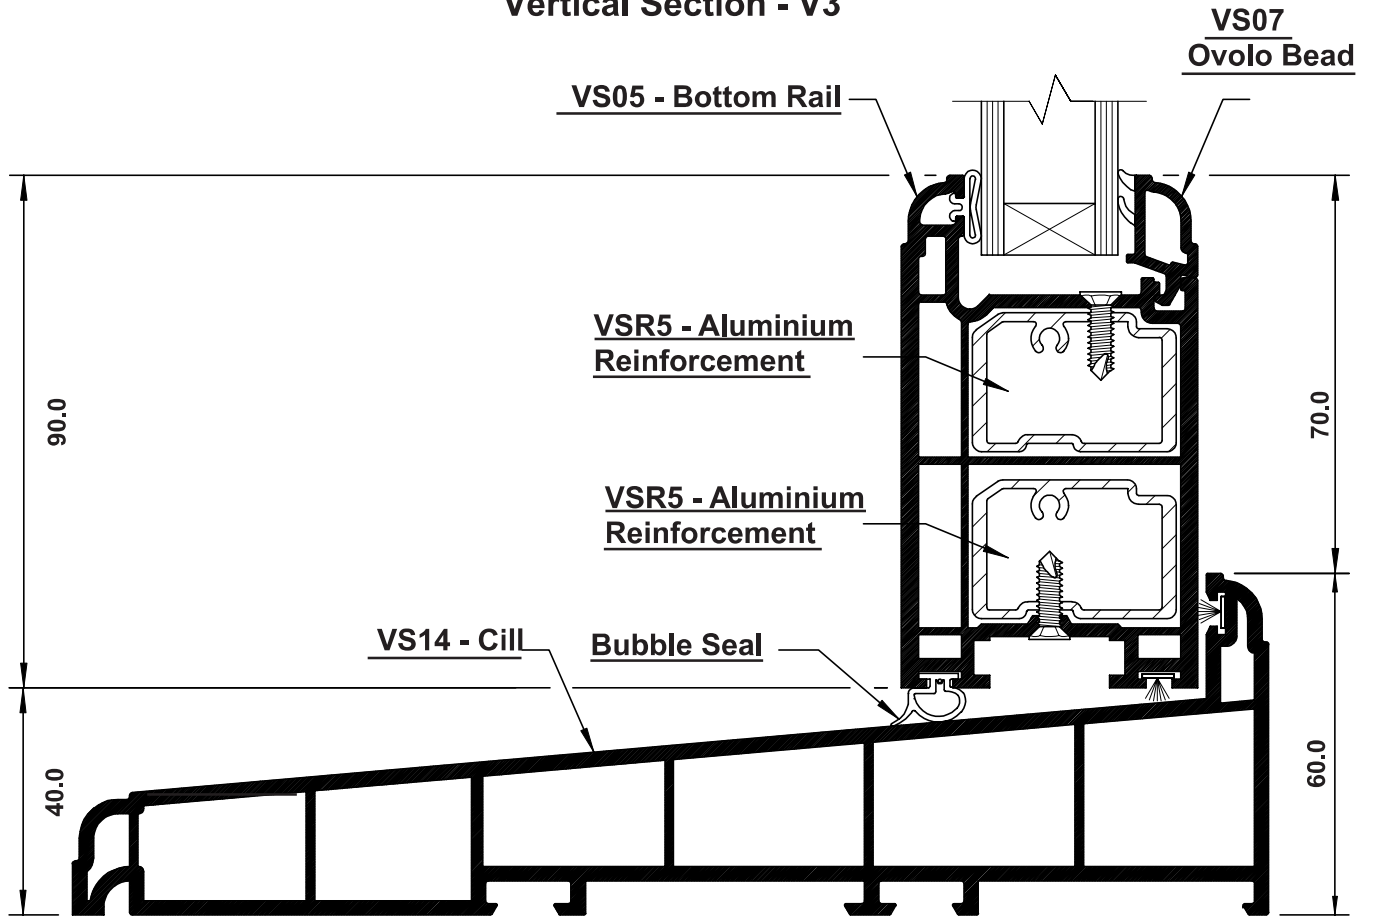 Vertical Section - V3
VS07
Ovolo Bead
VS05 - Bottom Rail
VSR5 - Aluminium
Reinforcement
90.0
70.0
VSR5 - Aluminium
Reinforcement
VS14 - Cill
Bubble Seal
40.0
60.0